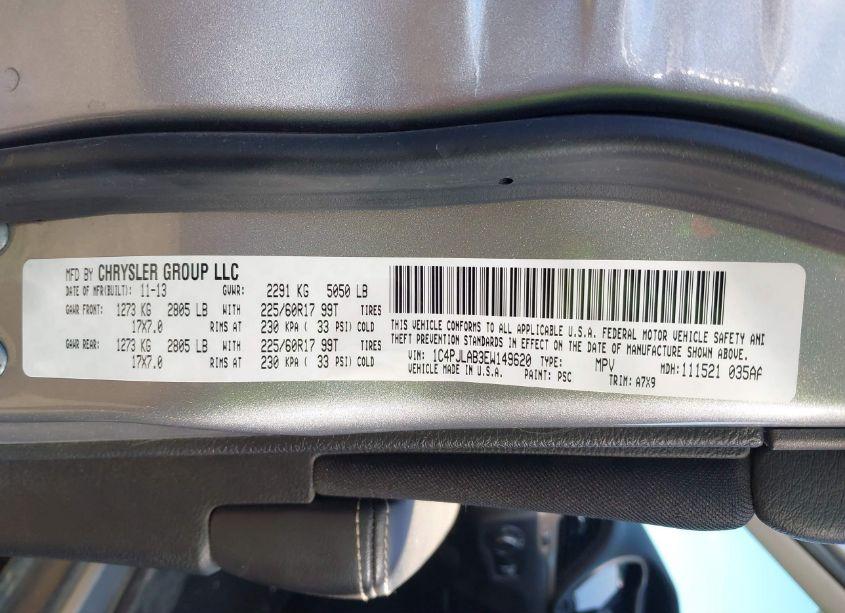 MFD BY CHRYSLER GROUP LLC
DATE OF MFR(BUILT): 11-13 GVWR: 2291 KG 5050 LB
GAWR FRONT: 1273 KG 2805 LB WITH 225/60R17 99T TIRES
17X7.0 RIMS AT 230 KPA ( 33 PSI) COLD
GAWR REAR: 1273 KG 2805 LB WITH 225/60R17 99T TIRES
17X7.0 RIMS AT 230 KPA ( 33 PSI) COLD
THIS VEHICLE CONFORMS TO ALL APPLICABLE U.S.A. FEDERAL MOTOR VEHICLE SAFETY AND
THEFT PREVENTION STANDARDS IN EFFECT ON THE DATE OF MANUFACTURE SHOWN ABOVE.
VIN: 1C4PJLAB3EW149620 TYPE: MPV MDH: 111521 035AA
VEHICLE MADE IN U.S.A. PAINT: PSC TRIM: A7X9